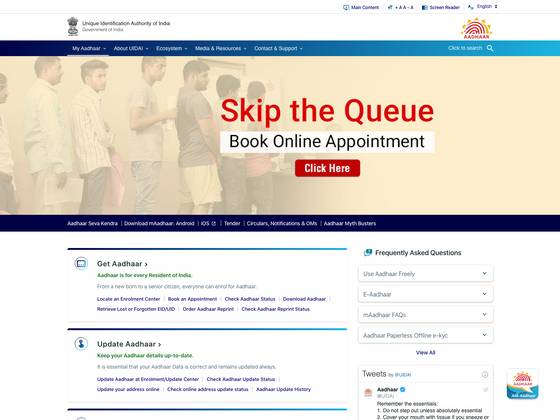 Main Content
+ A A - A
Screen Reader
English
Unique Identification Authority of India
Government of India
AADHAAR
My Aadhaar
About UIDAI
Ecosystem
Media & Resources
Contact & Support
Click to search
Skip the Queue
Book Online Appointment
Click Here
Aadhaar Seva Kendra | Download mAadhaar: Android | iOS | Tender | Circulars, Notifications & OMs | Aadhaar Myth Busters
Get Aadhaar ›
Aadhaar is for every Resident of India.
From a new born to a senior citizen, everyone can enrol for Aadhaar.
Locate an Enrolment Center | Book an Appointment | Check Aadhaar Status | Download Aadhaar
Retrieve Lost or Forgotten EID/UID | Order Aadhaar Reprint | Check Aadhaar Reprint Status
Update Aadhaar ›
Keep your Aadhaar details up-to-date.
It is essential that your Aadhaar Data is correct and remains updated always.
Update Aadhaar at Enrolment/Update Center | Check Aadhaar Update Status
Update your address online | Check online address update status | Aadhaar Update History
Frequently Asked Questions
Use Aadhaar Freely
E-Aadhaar
mAadhaar FAQs
Aadhaar Paperless Offline e-kyc
View All
Tweets by @UIDAI
Aadhaar
@UIDAI
Remember the essentials:
1. Do not step out unless absolutely essential
2. Cover your mouth with tissue if you sneeze or
AADHAAR
Ask Aadhaar